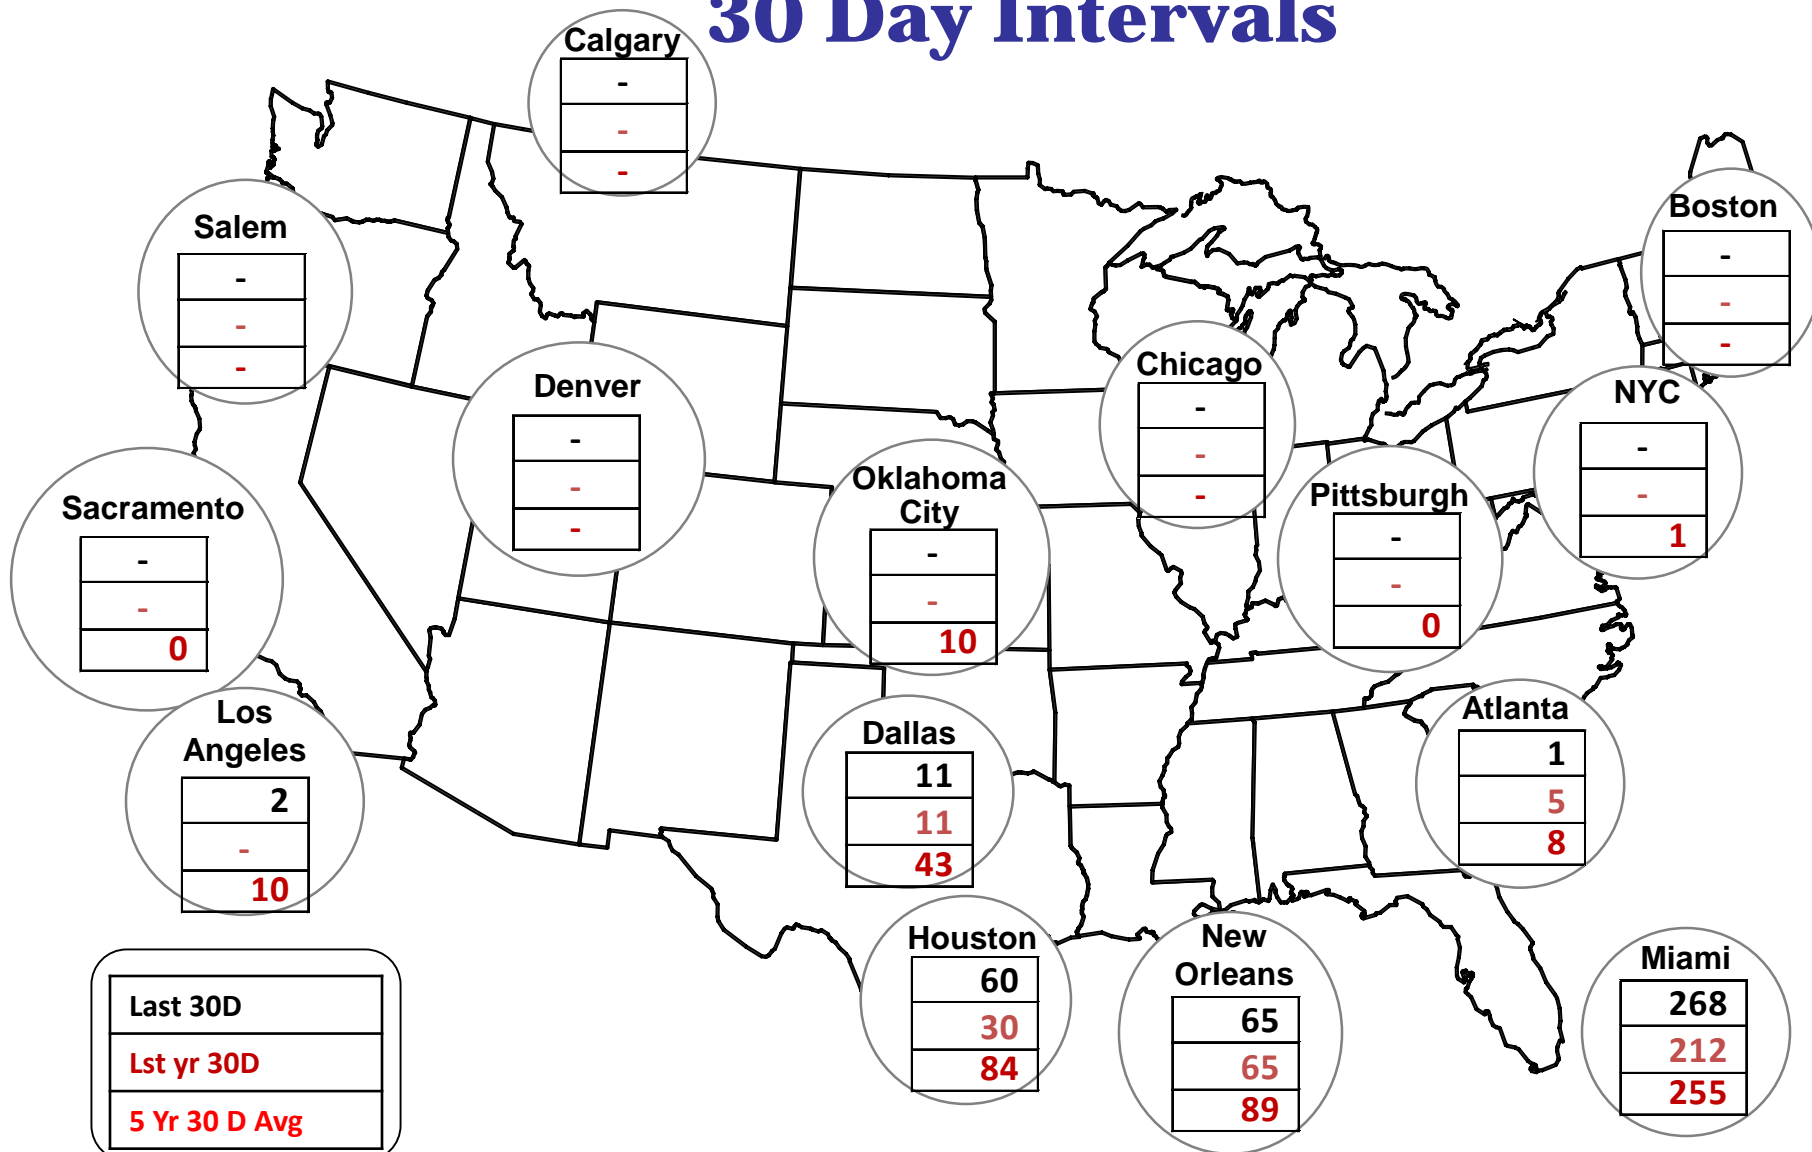 30 Day Intervals
Calgary
-
-
-
Salem
-
-
-
Boston
-
-
-
Denver
-
-
-
Chicago
-
-
-
NYC
-
-
1
Oklahoma
City
-
-
10
Pittsburgh
-
-
0
Sacramento
-
-
0
Los
Angeles
2
-
10
Dallas
11
11
43
Atlanta
1
5
8
Houston
60
30
84
New
Orleans
65
65
89
Miami
268
212
255
Last 30D
Lst yr 30D
5 Yr 30 D Avg